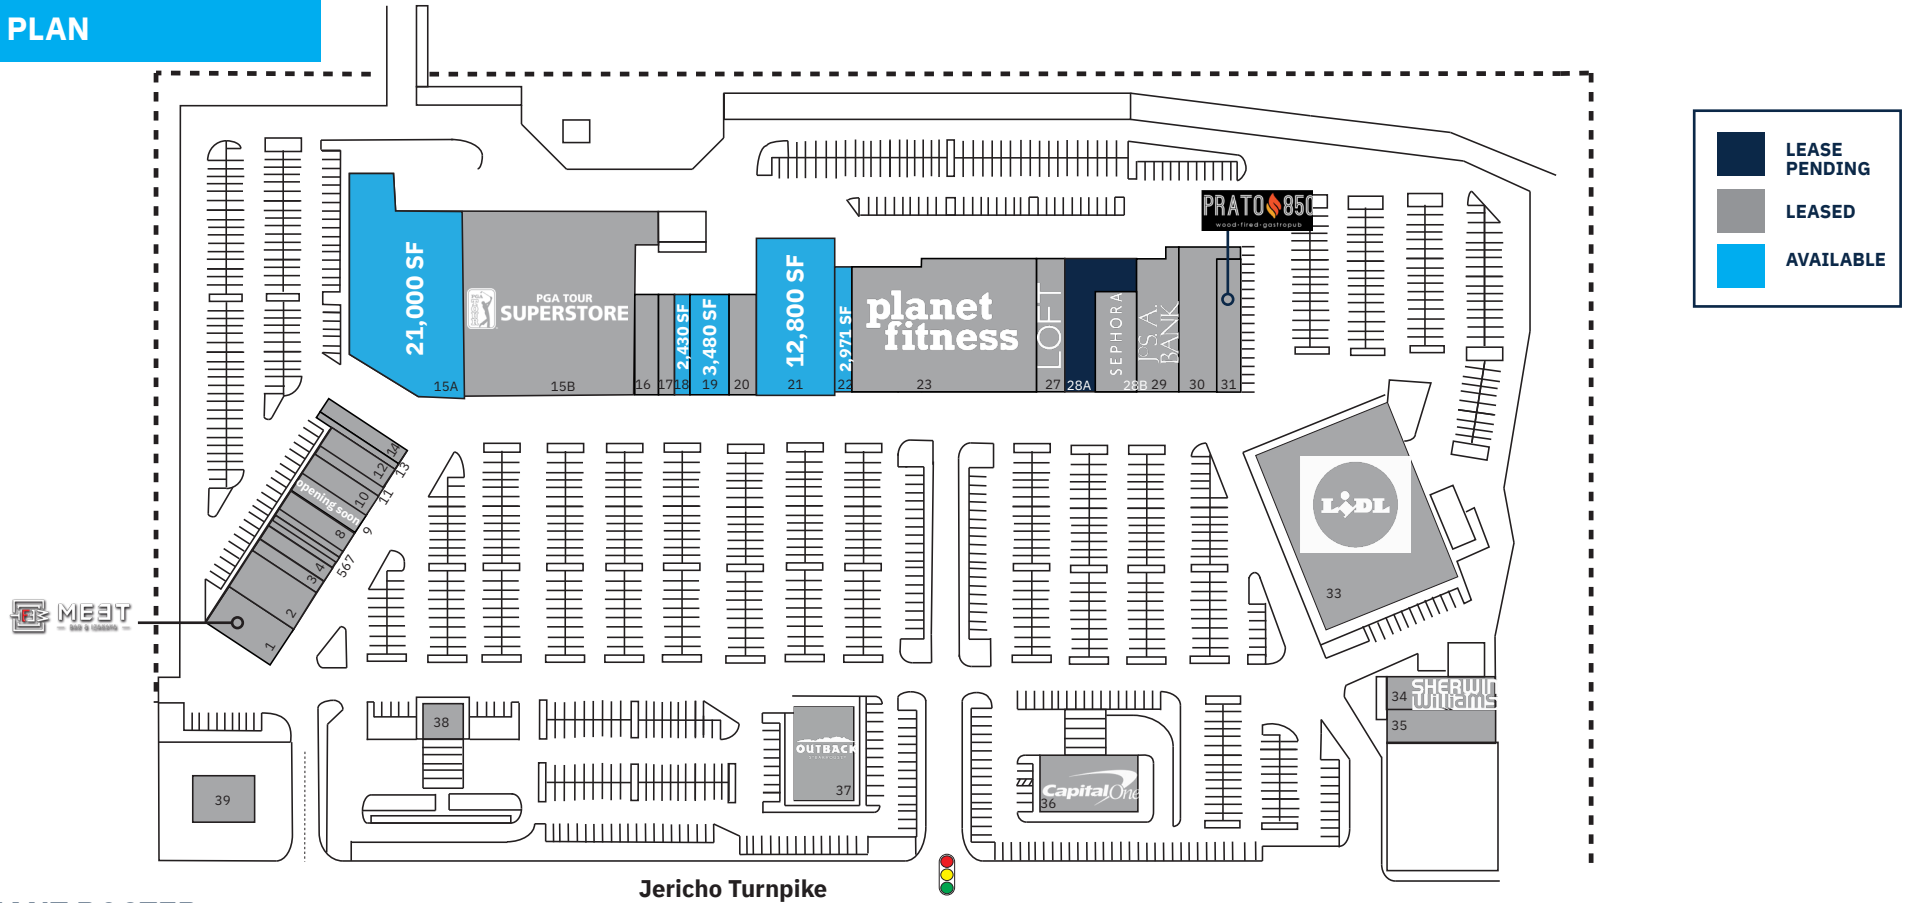 PLAN
LEASE
PENDING
LEASED
AVAILABLE
PRATO 850
wood-fired-gastropub
21,000 SF
15A
PGA TOUR
SUPERSTORE
15B
16
17
2,430 SF
18
3,480 SF
19
20
12,800 SF
21
2,971 SF
22
planet
fitness
23
LOFT
27
28A
SEPHORA
28B
JOS. A.
BANK
29
30
31
14
13
12
11
10
opening soon
9
8
567
4
3
2
1
MEET
LIDL
33
34
SHERWIN
Williams
35
38
39
OUTBACK
37
Capital One
36
Jericho Turnpike